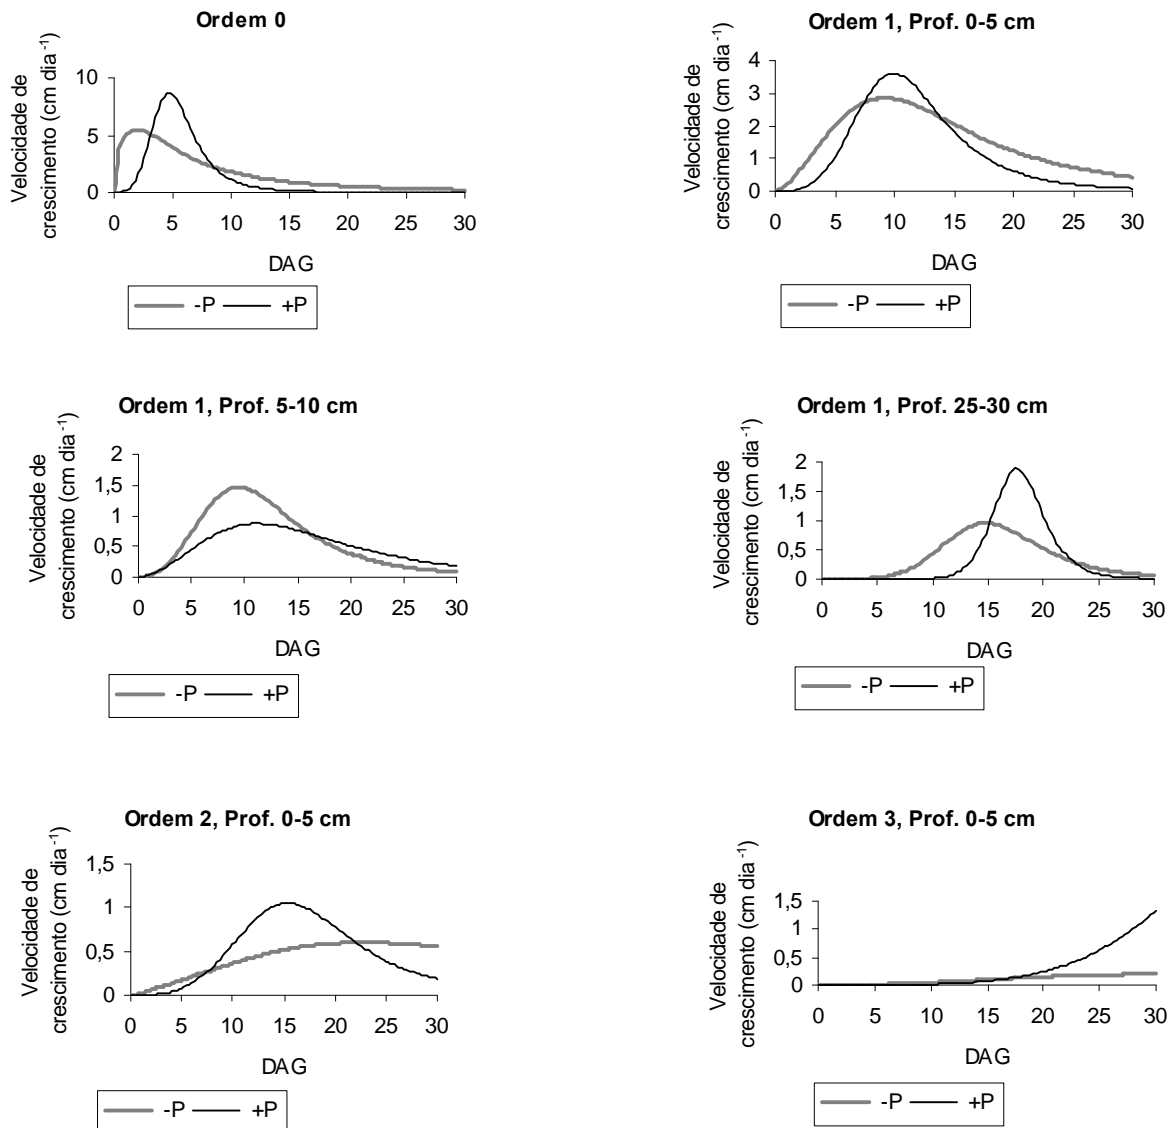 Ordem 0
Velocidade de
crescimento (cm dia⁻¹)
10
5
0
0 5 10 15 20 25 30
DAG
-P +P
Ordem 1, Prof. 0-5 cm
Velocidade de
crescimento (cm dia⁻¹)
4
3
2
1
0
0 5 10 15 20 25 30
DAG
-P +P
Ordem 1, Prof. 5-10 cm
Velocidade de
crescimento (cm dia⁻¹)
2
1,5
1
0,5
0
0 5 10 15 20 25 30
DAG
-P +P
Ordem 1, Prof. 25-30 cm
Velocidade de
crescimento (cm dia⁻¹)
2
1,5
1
0,5
0
0 5 10 15 20 25 30
DAG
-P +P
Ordem 2, Prof. 0-5 cm
Velocidade de
crescimento (cm dia⁻¹)
1,5
1
0,5
0
0 5 10 15 20 25 30
DAG
-P +P
Ordem 3, Prof. 0-5 cm
Velocidade de
crescimento (cm dia⁻¹)
1,5
1
0,5
0
0 5 10 15 20 25 30
DAG
-P +P